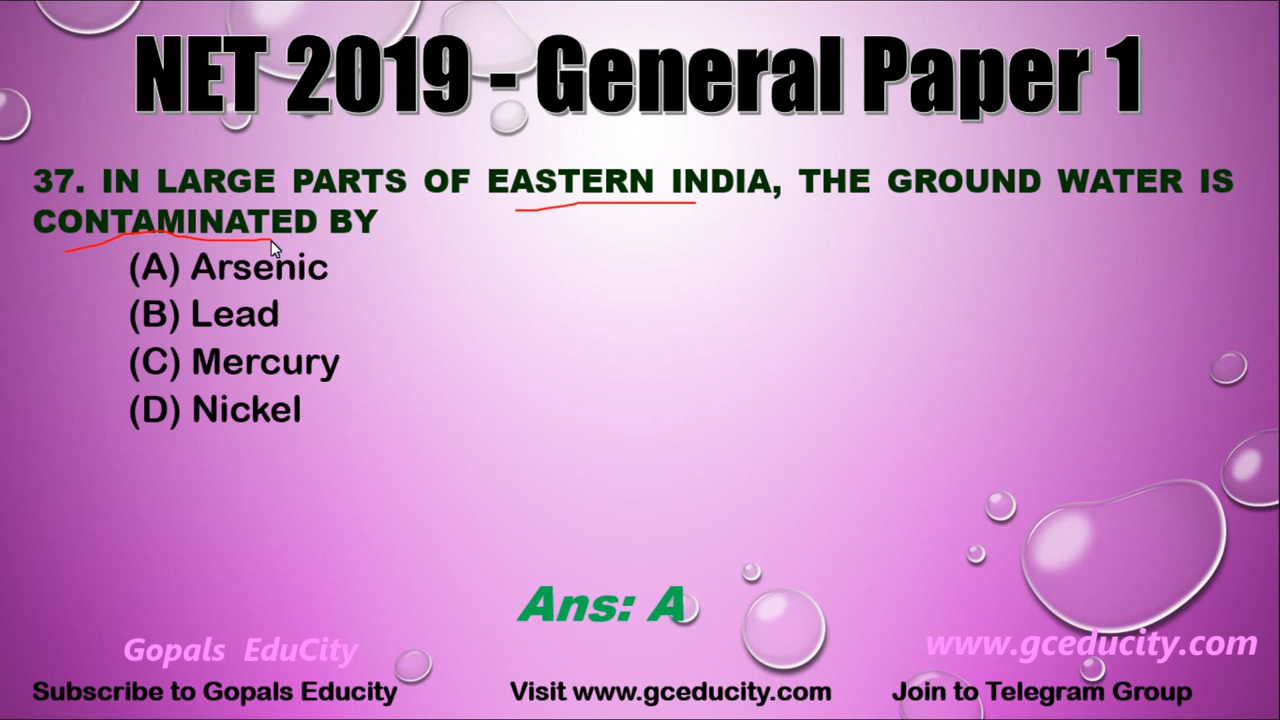 NET 2019 - General Paper 1
37. IN LARGE PARTS OF EASTERN INDIA, THE GROUND WATER IS
CONTAMINATED BY
(A) Arsenic
(B) Lead
(C) Mercury
(D) Nickel
Ans: A
Gopals EduCity
www.gceducity.com
Subscribe to Gopals Educity
Visit www.gceducity.com
Join to Telegram Group